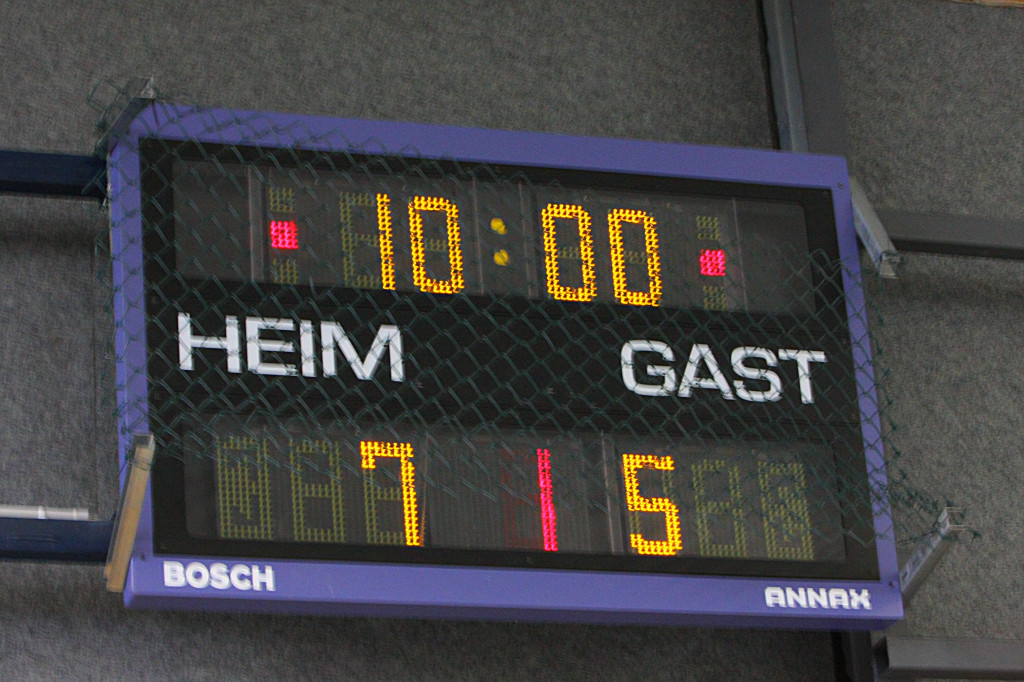 10:00
HEIM GAST
7 1 5
BOSCH ANNAX